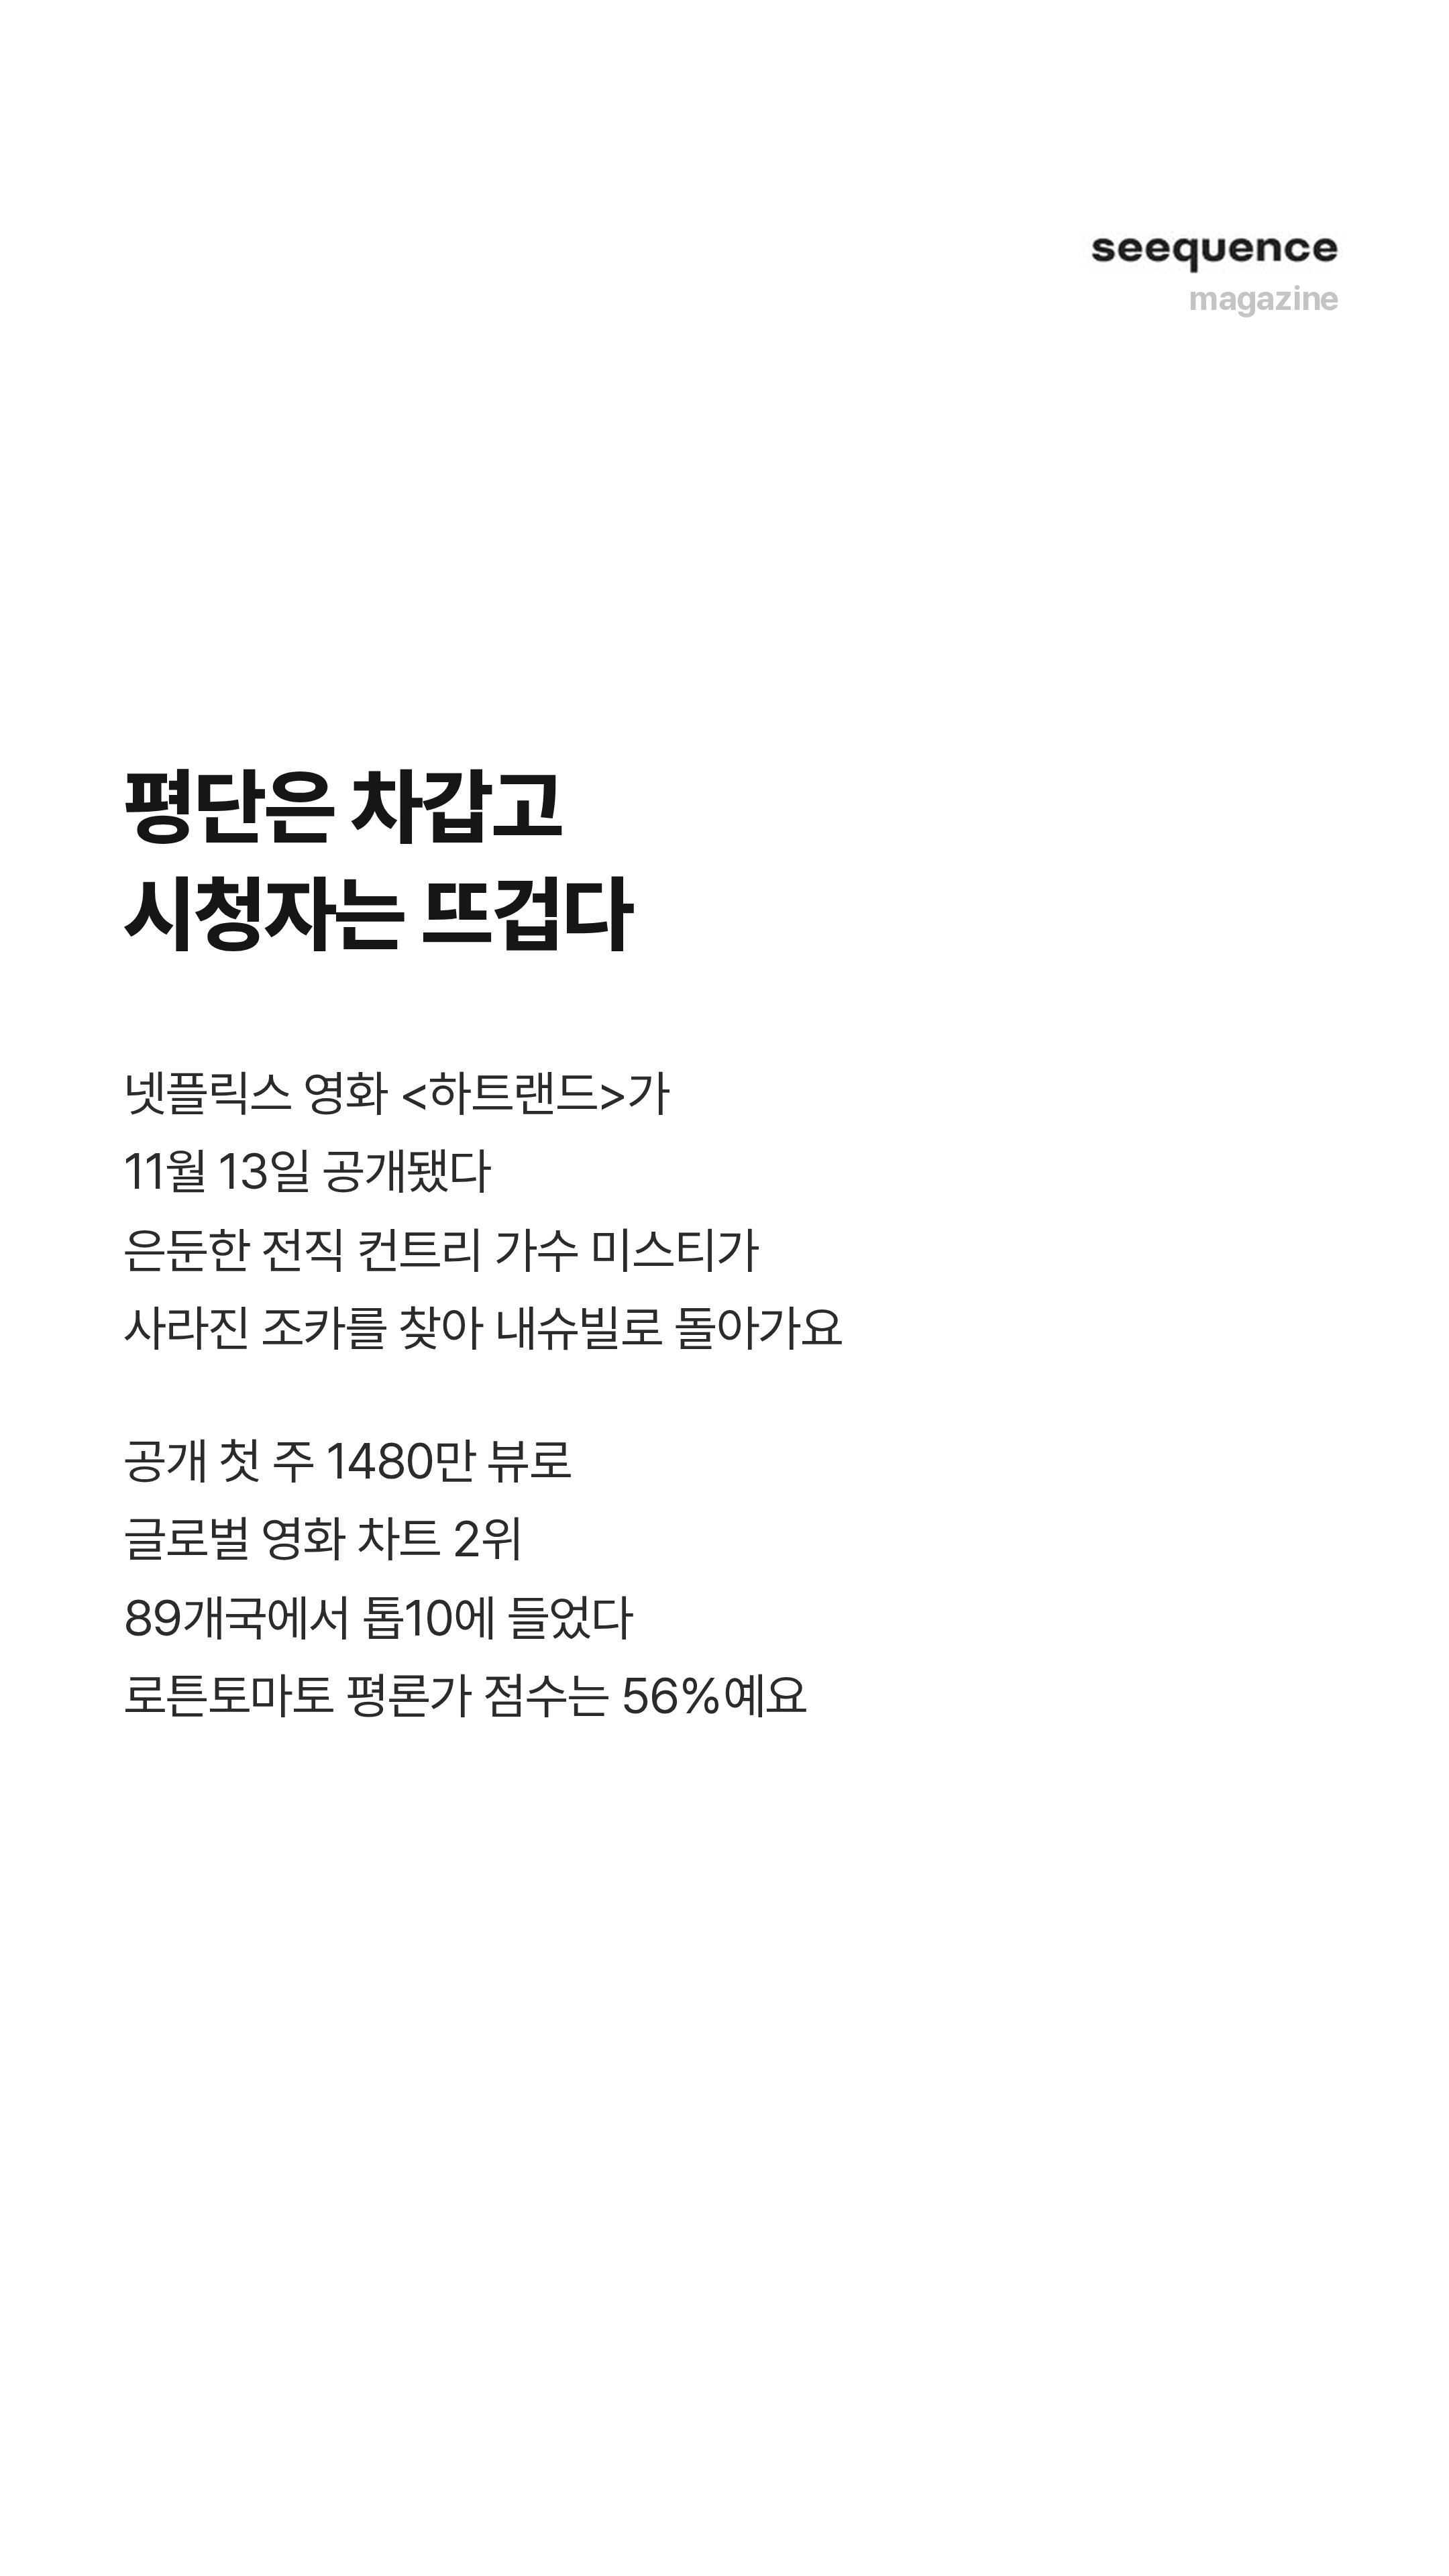 seequence
magazine
평단은 차갑고
시청자는 뜨겁다
넷플릭스 영화 <하트랜드>가
11월 13일 공개됐다
은둔한 전직 컨트리 가수 미스티가
사라진 조카를 찾아 내슈빌로 돌아가요
공개 첫 주 1480만 뷰로
글로벌 영화 차트 2위
89개국에서 톱10에 들었다
로튼토마토 평론가 점수는 56%예요